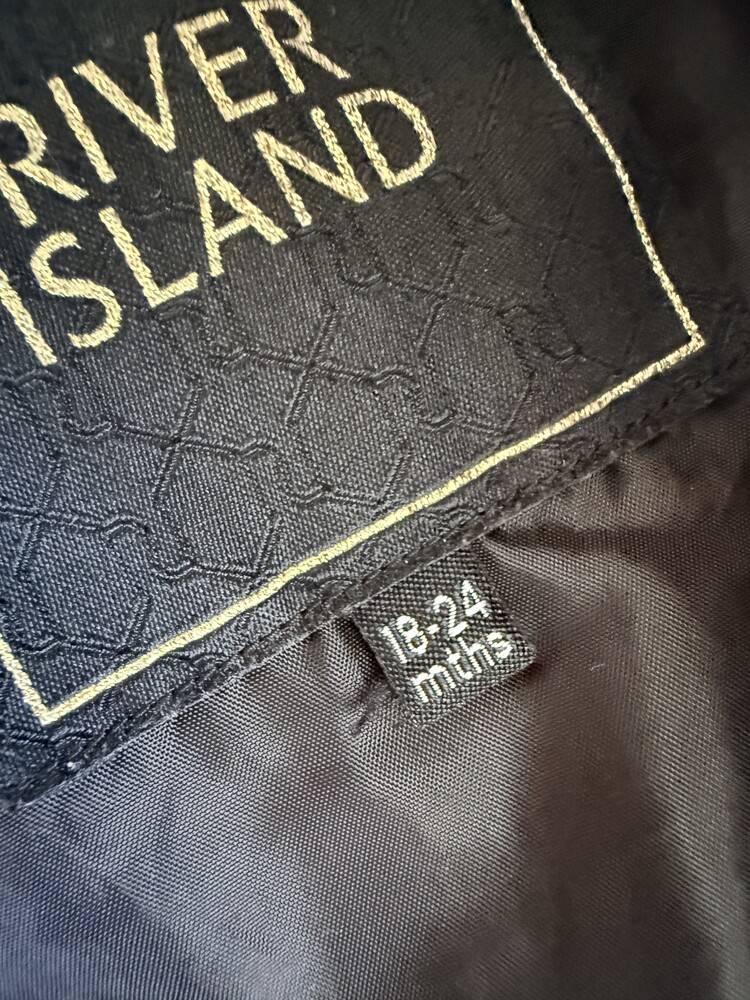 RIVER
ISLAND
18-24
mths